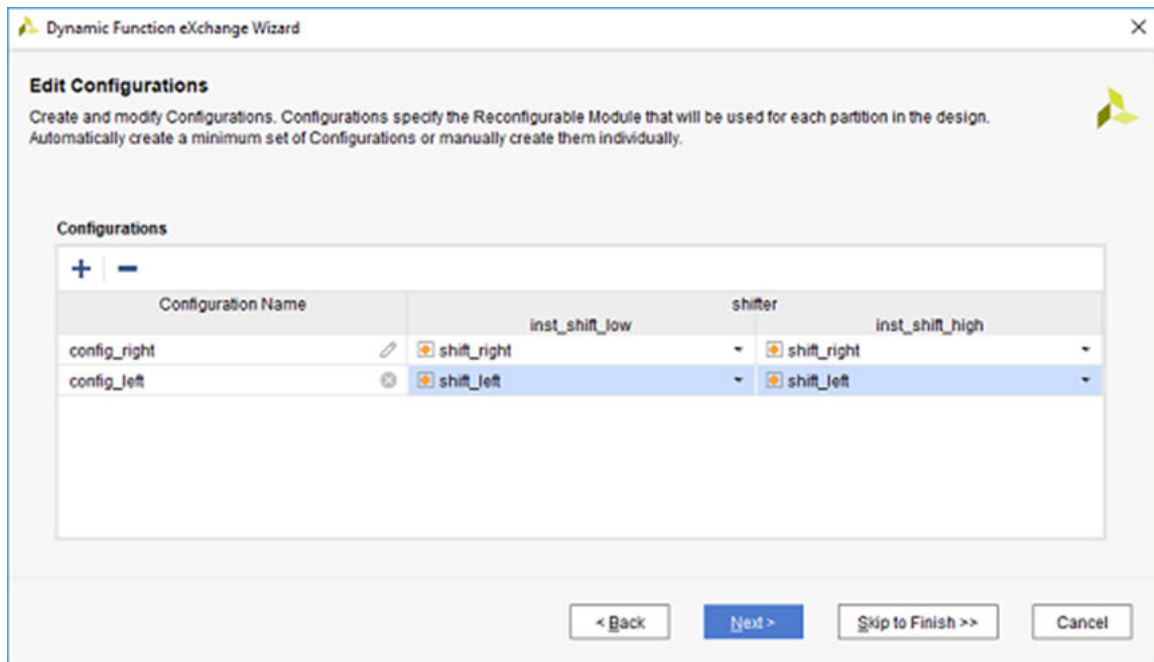 Dynamic Function eXchange Wizard
Edit Configurations
Create and modify Configurations. Configurations specify the Reconfigurable Module that will be used for each partition in the design.
Automatically create a minimum set of Configurations or manually create them individually.
Configurations
Configuration Name shifter
inst_shift_low inst_shift_high
config_right shift_right shift_right
config_left shift_left shift_left
< Back Next > Skip to Finish >> Cancel